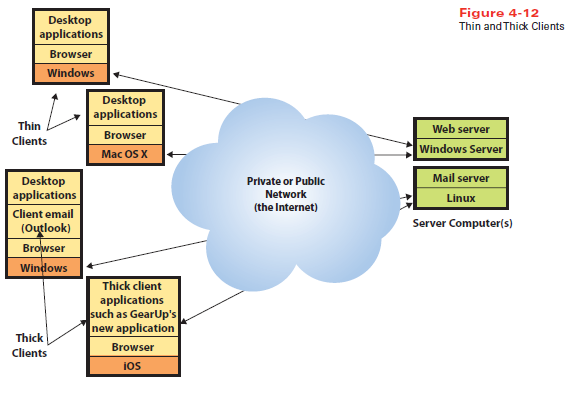 Figure 4-12
Thin and Thick Clients
Desktop
applications
Browser
Windows
Desktop
applications
Browser
Mac OS X
Thin
Clients
Desktop
applications
Client email
(Outlook)
Browser
Windows
Thick client
applications
such as GearUp's
new application
Browser
iOS
Thick
Clients
Private or Public
Network
(the Internet)
Web server
Windows Server
Mail server
Linux
Server Computer(s)